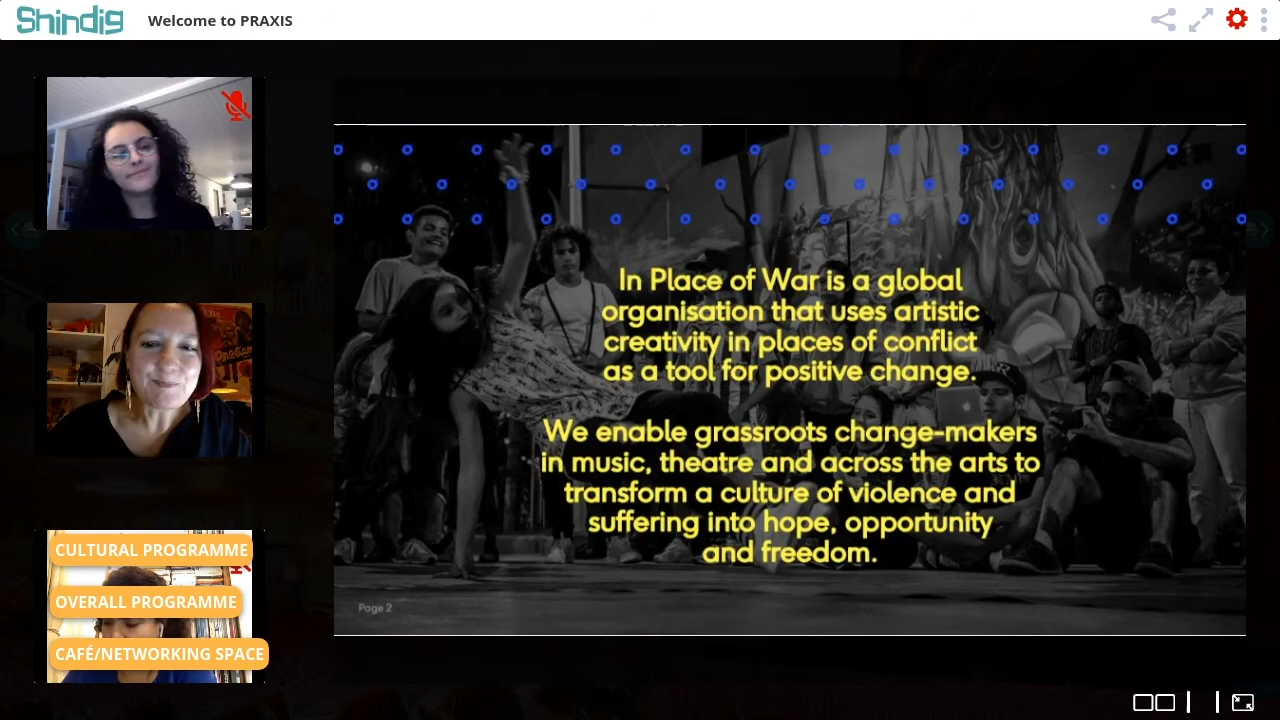 Shindig
Welcome to PRAXIS
In Place of War is a global
organisation that uses artistic
creativity in places of conflict
as a tool for positive change.
We enable grassroots change-makers
in music, theatre and across the arts to
transform a culture of violence and
suffering into hope, opportunity
and freedom.
Page 2
CULTURAL PROGRAMME
OVERALL PROGRAMME
CAFÉ/NETWORKING SPACE